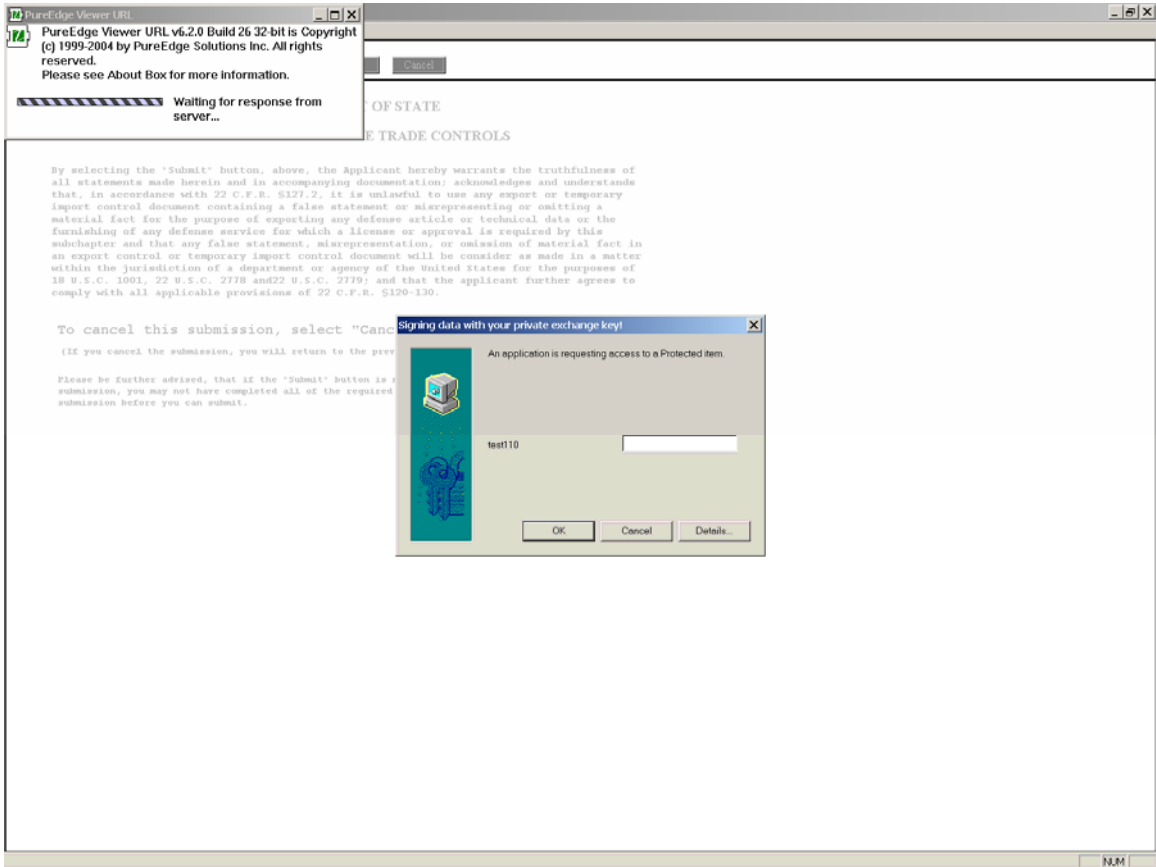 PureEdge Viewer URL
PureEdge Viewer URL v6.2.0 Build 26 32-bit is Copyright
(c) 1999-2004 by PureEdge Solutions Inc. All rights
reserved.
Please see About Box for more information.
Waiting for response from
server...
Cancel
OF STATE
E TRADE CONTROLS
By selecting the "Submit" button, above, the Applicant hereby warrants the truthfulness of
all statements made herein and in accompanying documentation; acknowledges and understands
that, in accordance with 22 C.F.R. §127.2, it is unlawful to use any export or temporary
import control document containing a false statement or misrepresenting or omitting a
material fact for the purpose of exporting any defense article or technical data or the
furnishing of any defense service for which a license or approval is required by this
subchapter and that any false statement, misrepresentation, or omission of material fact in
an export control or temporary import control document will be consider as made in a matter
within the jurisdiction of a department or agency of the United States for the purposes of
18 U.S.C. 1001, 22 U.S.C. 2778 and22 U.S.C. 2779; and that the applicant further agrees to
comply with all applicable provisions of 22 C.F.R. §120-130.
To cancel this submission, select "Canc
(If you cancel the submission, you will return to the prev
Please be further advised, that if the "Submit" button is
submission, you may not have completed all of the required
submission before you can submit.
Signing data with your private exchange key!
An application is requesting access to a Protected item.
test110
OK
Cancel
Details...
NUM